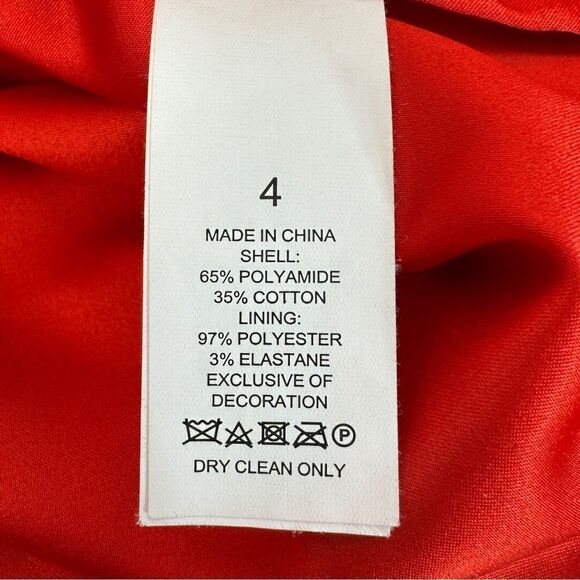 4
MADE IN CHINA
SHELL:
65% POLYAMIDE
35% COTTON
LINING:
97% POLYESTER
3% ELASTANE
EXCLUSIVE OF
DECORATION
P
DRY CLEAN ONLY